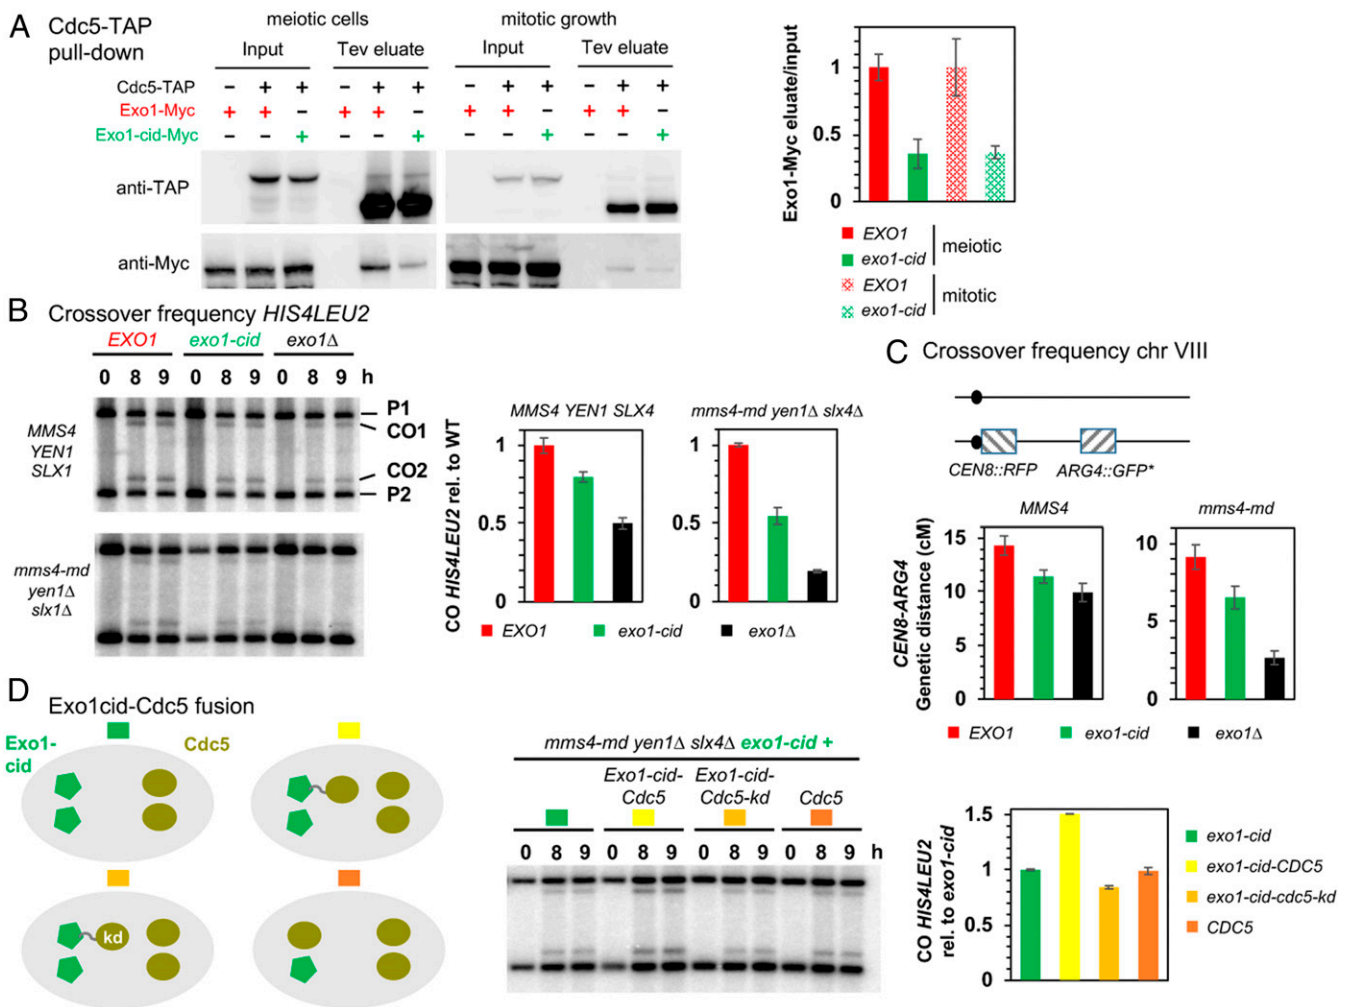 A Cdc5-TAP
pull-down
meiotic cells
mitotic growth
Input
Tev eluate
Input
Tev eluate
Cdc5-TAP – + + – + + – + + – + +
Exo1-Myc + + – + + – + + – + + –
Exo1-cid-Myc – – + – – + – – + – – +
anti-TAP
anti-Myc
Exo1-Myc eluate/input
1
0.5
0
EXO1
exo1-cid
meiotic
EXO1
exo1-cid
mitotic
B Crossover frequency HIS4LEU2
EXO1 exo1-cid exo1Δ
0 8 9 0 8 9 0 8 9 h
MMS4
YEN1
SLX1
P1
CO1
CO2
P2
mms4-md
yen1Δ
slx1Δ
CO HIS4LEU2 rel. to WT
MMS4 YEN1 SLX4
1
0.5
0
mms4-md yen1Δ slx4Δ
1
0.5
0
EXO1 exo1-cid exo1Δ
C Crossover frequency chr VIII
CEN8::RFP ARG4::GFP*
CEN8-ARG4
Genetic distance (cM)
MMS4
15
10
5
0
mms4-md
10
5
0
EXO1 exo1-cid exo1Δ
D Exo1cid-Cdc5 fusion
Exo1-
cid
Cdc5
kd
mms4-md yen1Δ slx4Δ exo1-cid +
Exo1-cid-
Cdc5
Exo1-cid-
Cdc5-kd
Cdc5
0 8 9 0 8 9 0 8 9 0 8 9 h
CO HIS4LEU2
rel. to exo1-cid
1.5
1
0.5
0
exo1-cid
exo1-cid-CDC5
exo1-cid-cdc5-kd
CDC5